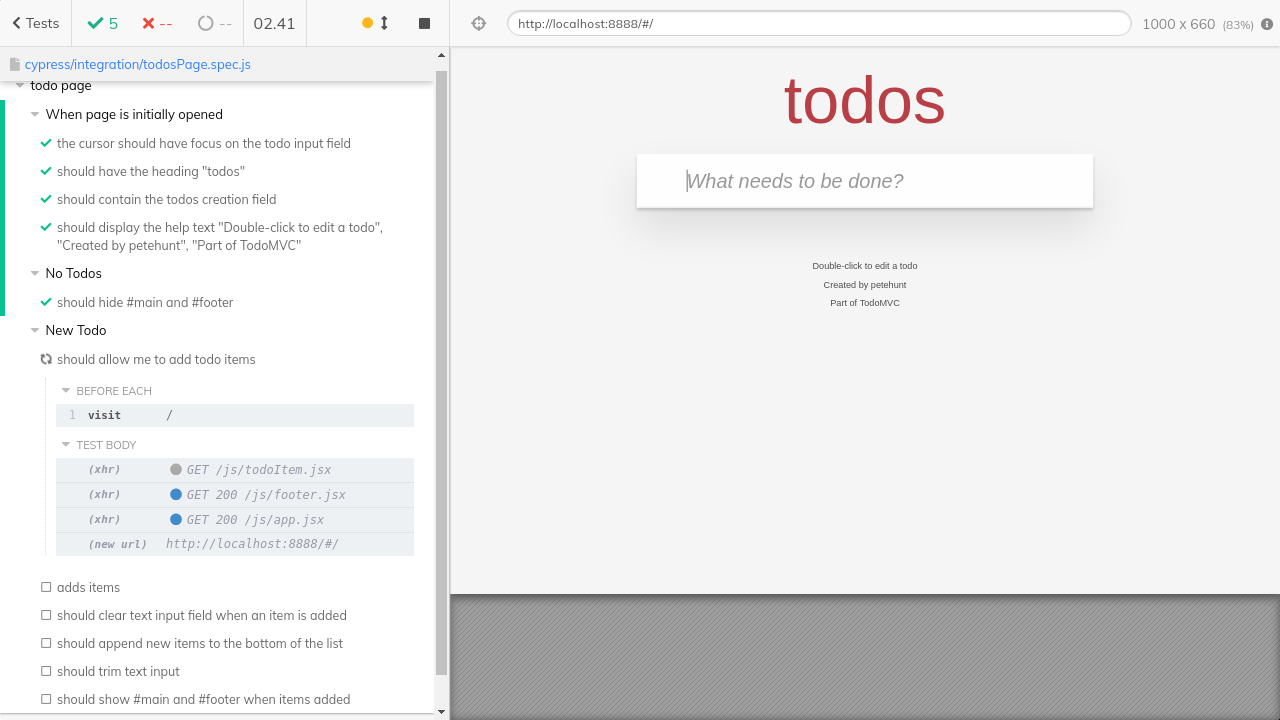 Tests
5
--
--
02.41
http://localhost:8888/#/
1000 x 660 (83%)
cypress/integration/todosPage.spec.js
todo page
When page is initially opened
the cursor should have focus on the todo input field
should have the heading "todos"
should contain the todos creation field
should display the help text "Double-click to edit a todo",
"Created by petehunt", "Part of TodoMVC"
No Todos
should hide #main and #footer
New Todo
should allow me to add todo items
BEFORE EACH
1 visit /
TEST BODY
(xhr) GET /js/todoItem.jsx
(xhr) GET 200 /js/footer.jsx
(xhr) GET 200 /js/app.jsx
(new url) http://localhost:8888/#/
adds items
should clear text input field when an item is added
should append new items to the bottom of the list
should trim text input
should show #main and #footer when items added
todos
What needs to be done?
Double-click to edit a todo
Created by petehunt
Part of TodoMVC